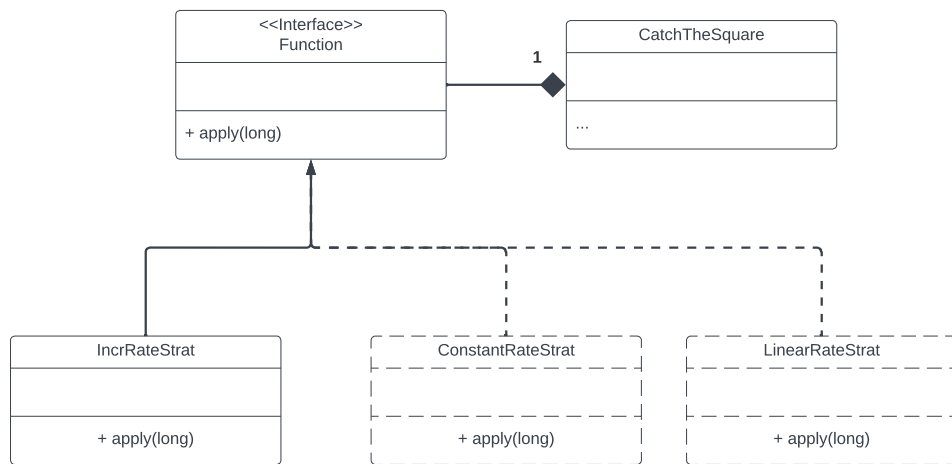 <<Interface>>
Function
+ apply(long)
1
CatchTheSquare
...
IncrRateStrat
+ apply(long)
ConstantRateStrat
+ apply(long)
LinearRateStrat
+ apply(long)